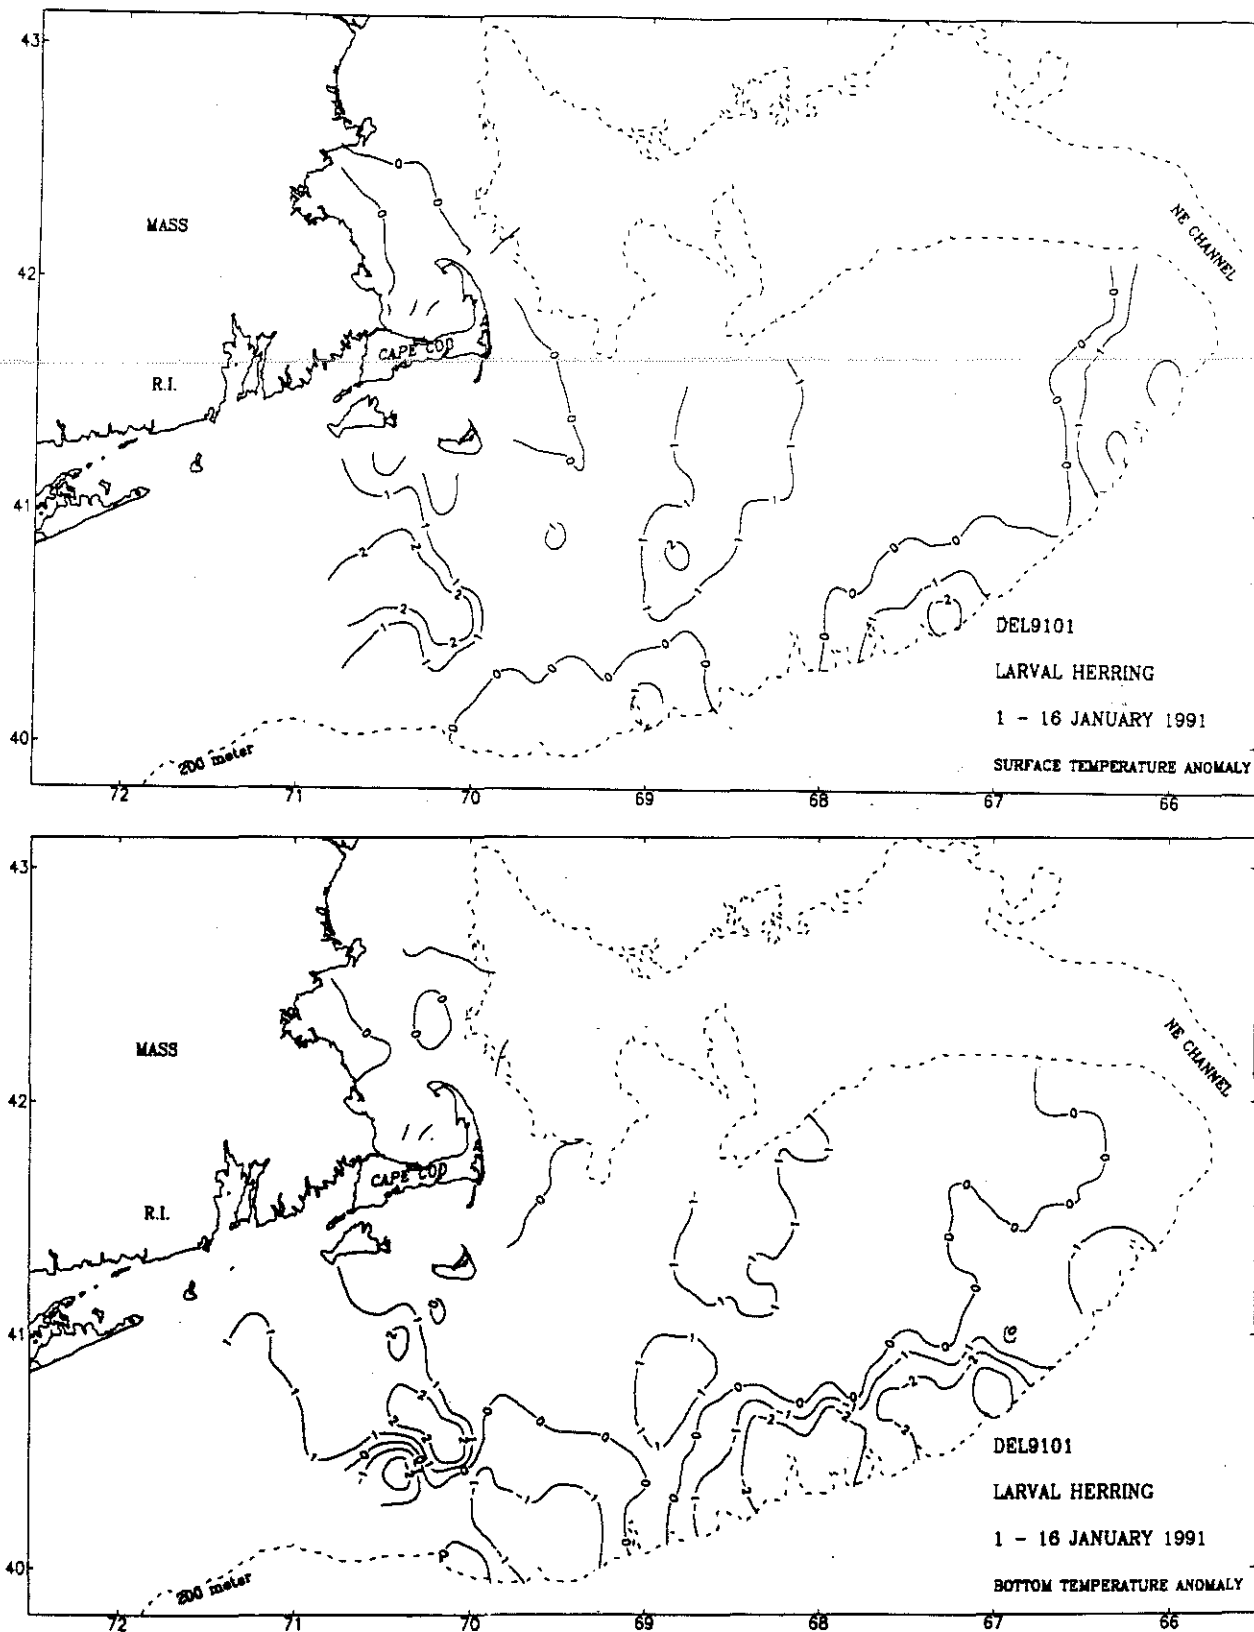 43
MASS
NE CHANNEL
42
CAPE COD
R.I.
41
DEL9101
LARVAL HERRING
1 - 16 JANUARY 1991
40
200 meter
SURFACE TEMPERATURE ANOMALY
72 71 70 69 68 67 66
43
MASS
NE CHANNEL
42
CAPE COD
R.I.
41
DEL9101
LARVAL HERRING
1 - 16 JANUARY 1991
40
200 meter
BOTTOM TEMPERATURE ANOMALY
72 71 70 69 68 67 66